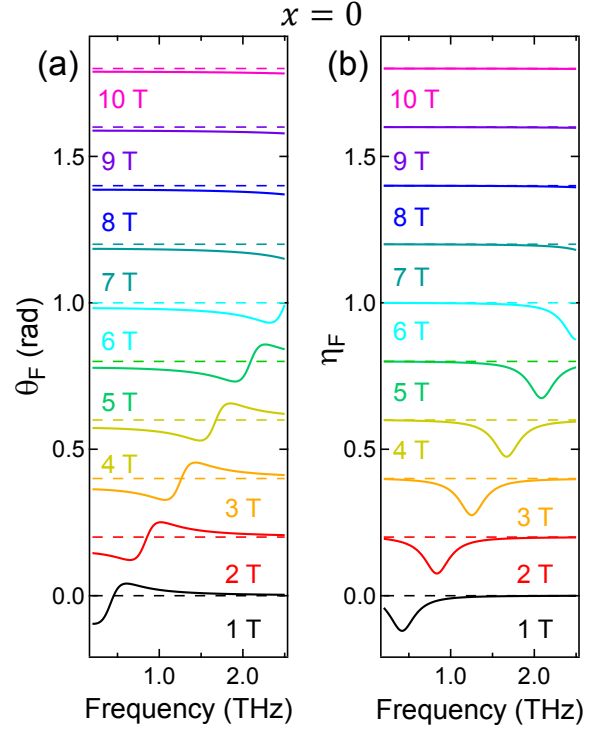 x = 0
(a)
10 T
9 T
8 T
7 T
6 T
5 T
4 T
3 T
2 T
1 T
1.5
1.0
0.5
0.0
θF (rad)
1.0
2.0
Frequency (THz)
(b)
10 T
9 T
8 T
7 T
6 T
5 T
4 T
3 T
2 T
1 T
1.5
1.0
0.5
0.0
ηF
1.0
2.0
Frequency (THz)